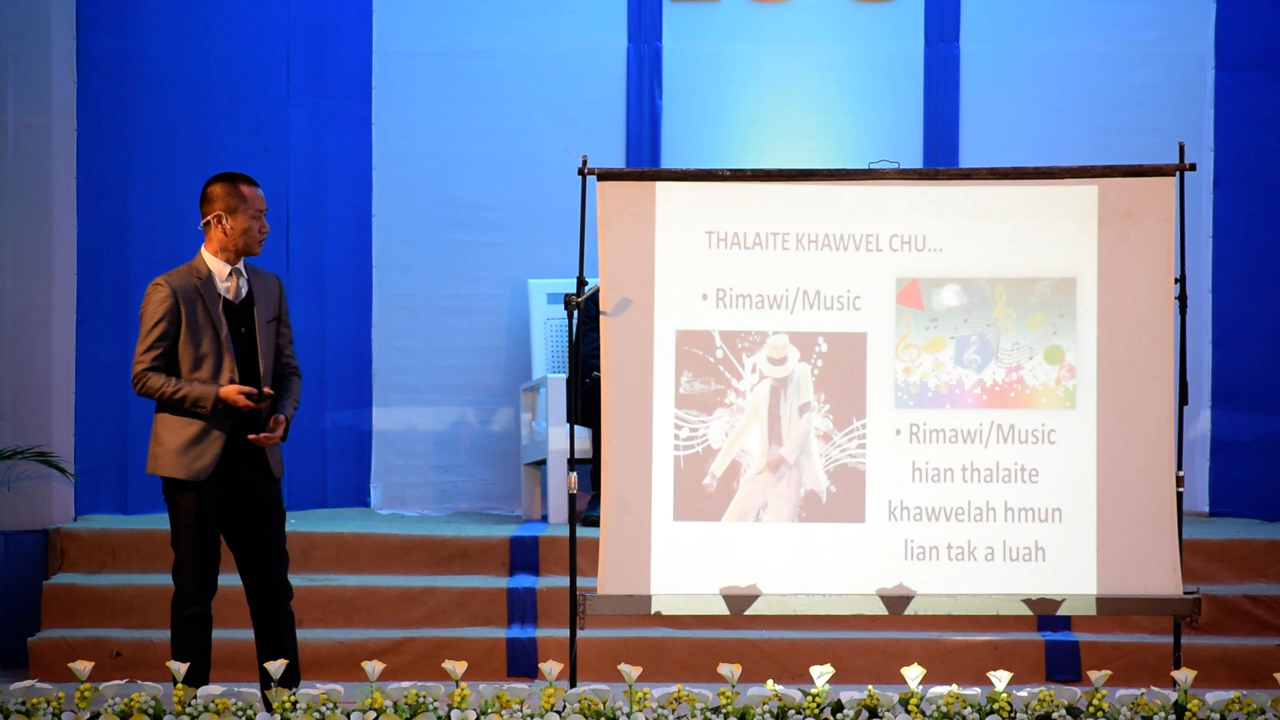 THALAITE KHAWVEL CHU...
• Rimawi/Music
• Rimawi/Music
hian thalaite
khawvelah hmun
lian tak a luah